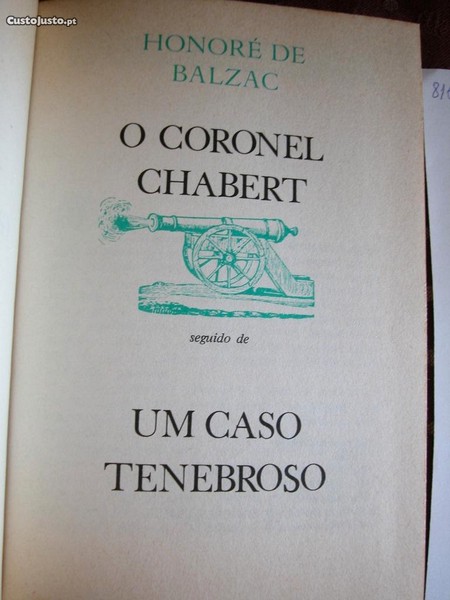 CustoJusto.pt
HONORÉ DE
BALZAC
O CORONEL
CHABERT
seguido de
UM CASO
TENEBROSO